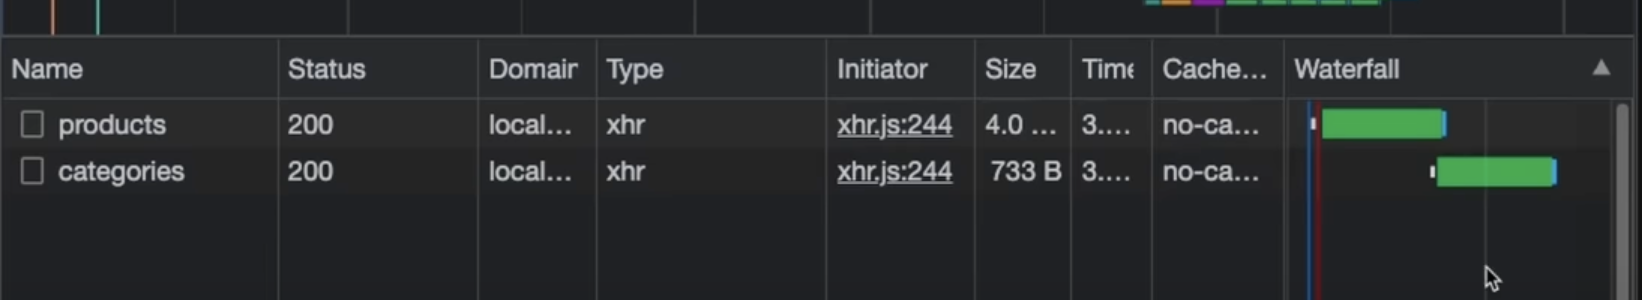 Name Status Domain Type Initiator Size Time Cache... Waterfall ▲
products 200 local... xhr xhr.js:244 4.0 ... 3.... no-ca...
categories 200 local... xhr xhr.js:244 733 B 3.... no-ca...